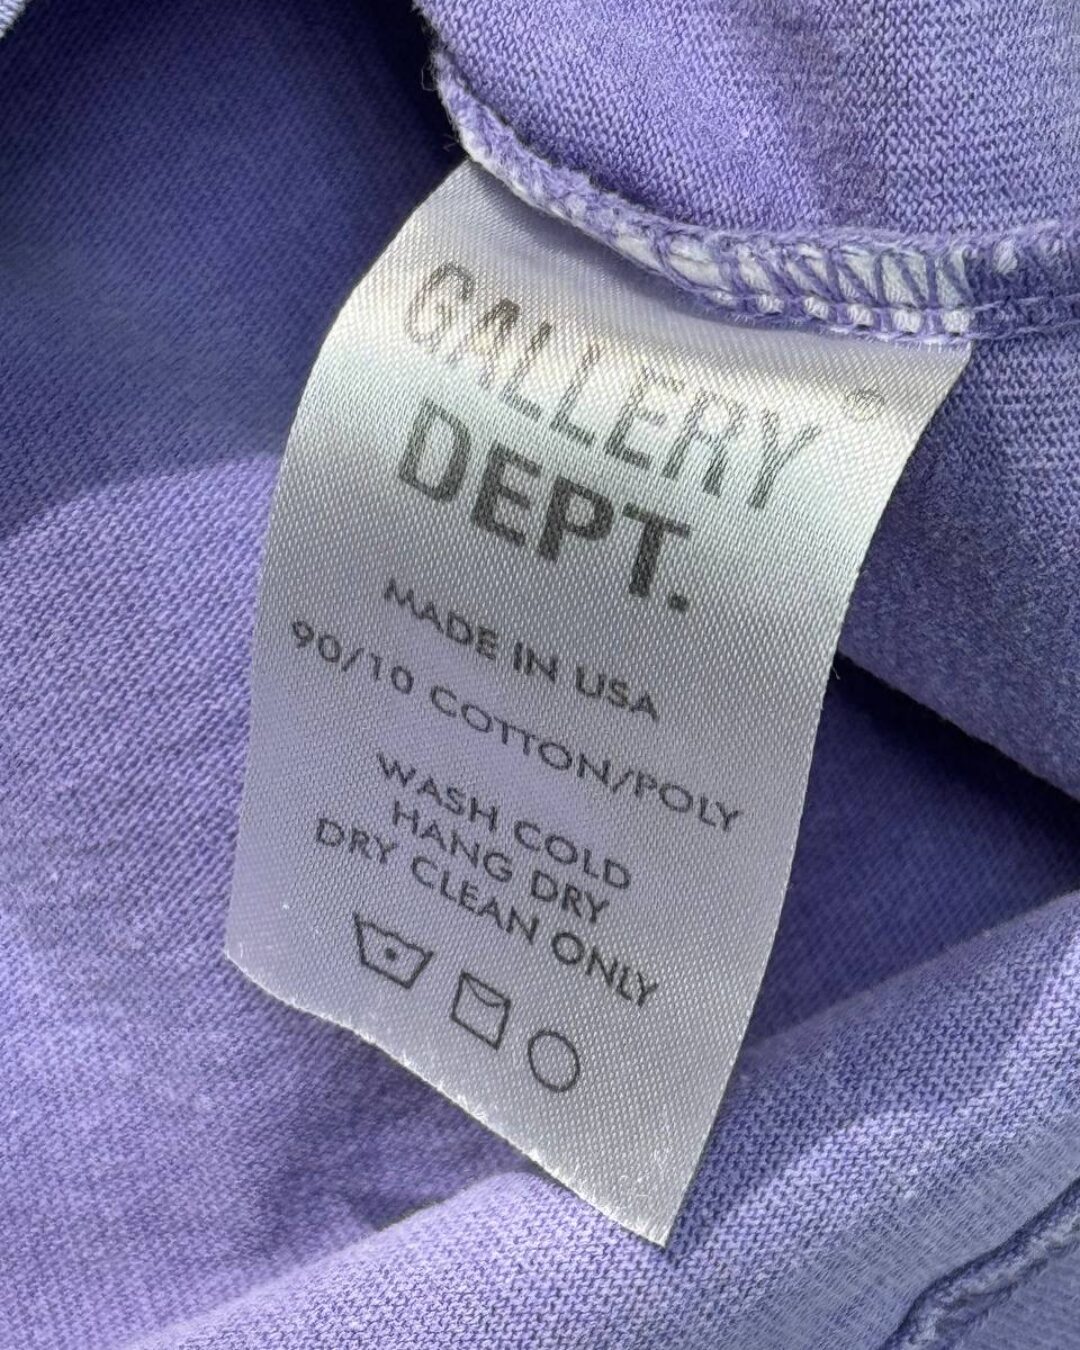 GALLERY ®
DEPT.
MADE IN USA
90/10 COTTON/POLY
WASH COLD
HANG DRY
DRY CLEAN ONLY